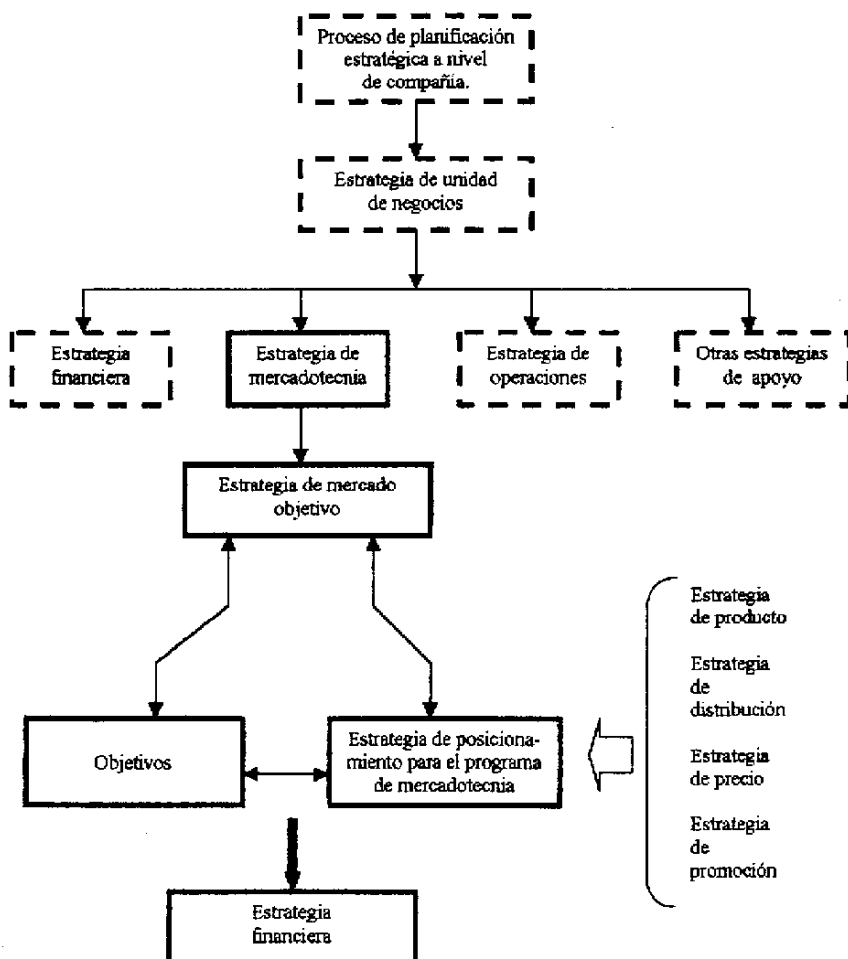 Proceso de planificación
estratégica a nivel
de compañía.
Estrategia de unidad
de negocios
Estrategia
financiera
Estrategia de
mercadotecnia
Estrategia de
operaciones
Otras estrategias
de apoyo
Estrategia de mercado
objetivo
Objetivos
Estrategia de posiciona-
miento para el programa
de mercadotecnia
Estrategia
de producto
Estrategia
de
distribución
Estrategia
de precio
Estrategia
de
promoción
Estrategia
financiera